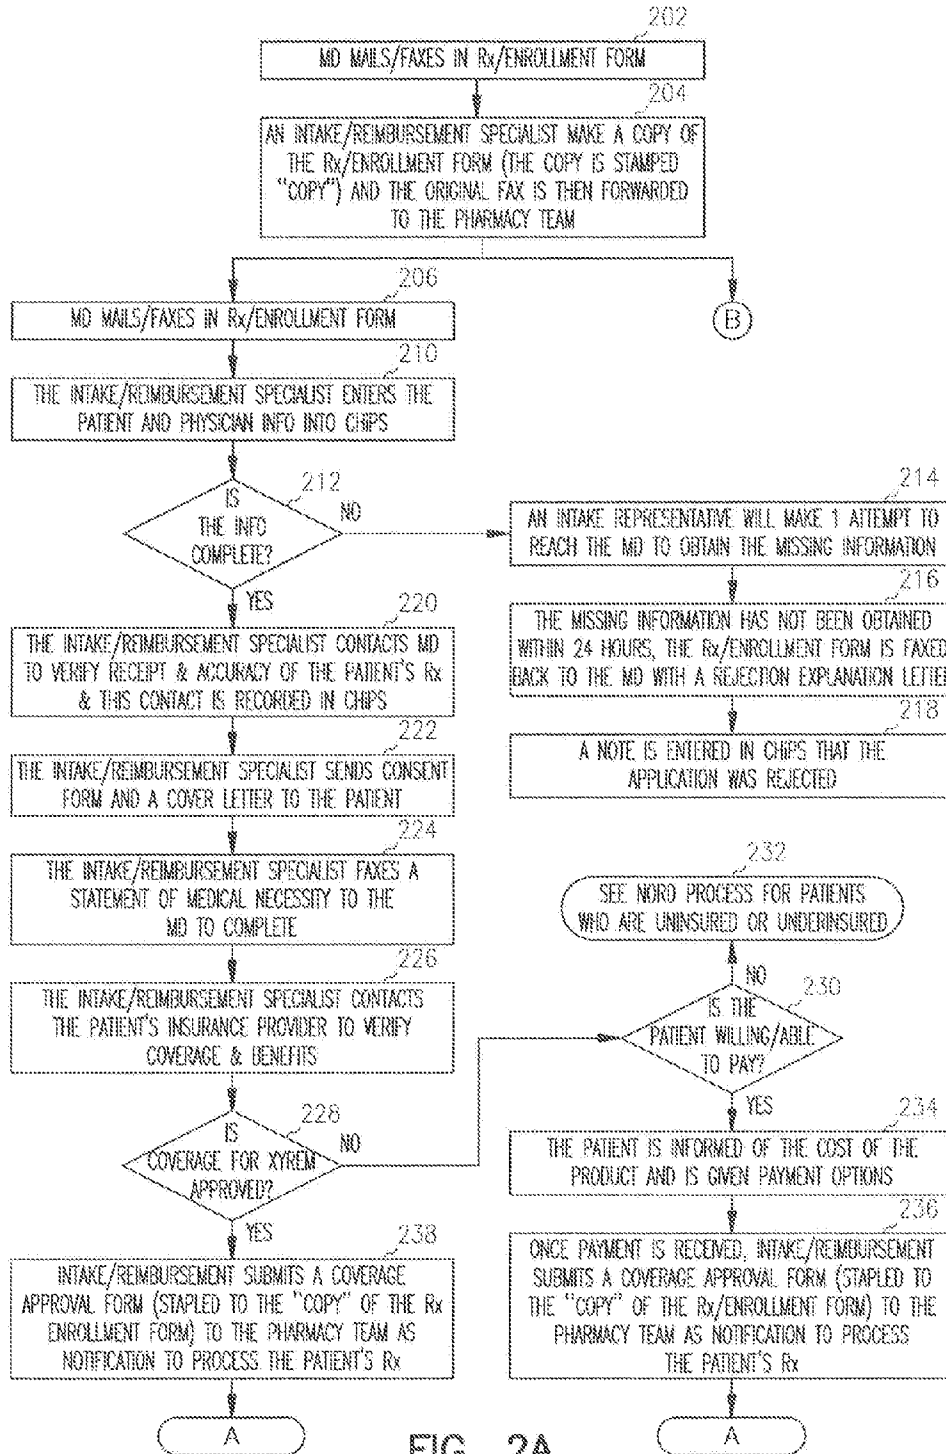 202
MD MAILS/FAXES IN Rx/ENROLLMENT FORM
204
AN INTAKE/REIMBURSEMENT SPECIALIST MAKE A COPY OF
THE Rx/ENROLLMENT FORM (THE COPY IS STAMPED
"COPY") AND THE ORIGINAL FAX IS THEN FORWARDED
TO THE PHARMACY TEAM
206
MD MAILS/FAXES IN Rx/ENROLLMENT FORM
B
210
THE INTAKE/REIMBURSEMENT SPECIALIST ENTERS THE
PATIENT AND PHYSICIAN INFO INTO CHIPS
212
IS
THE INFO
COMPLETE?
NO
YES
214
AN INTAKE REPRESENTATIVE WILL MAKE 1 ATTEMPT TO
REACH THE MD TO OBTAIN THE MISSING INFORMATION
216
THE MISSING INFORMATION HAS NOT BEEN OBTAINED
WITHIN 24 HOURS, THE Rx/ENROLLMENT FORM IS FAXED
BACK TO THE MD WITH A REJECTION EXPLANATION LETTER
218
A NOTE IS ENTERED IN CHIPS THAT THE
APPLICATION WAS REJECTED
220
THE INTAKE/REIMBURSEMENT SPECIALIST CONTACTS MD
TO VERIFY RECEIPT & ACCURACY OF THE PATIENT'S Rx
& THIS CONTACT IS RECORDED IN CHIPS
222
THE INTAKE/REIMBURSEMENT SPECIALIST SENDS CONSENT
FORM AND A COVER LETTER TO THE PATIENT
224
THE INTAKE/REIMBURSEMENT SPECIALIST FAXES A
STATEMENT OF MEDICAL NECESSITY TO THE
MD TO COMPLETE
226
THE INTAKE/REIMBURSEMENT SPECIALIST CONTACTS
THE PATIENT'S INSURANCE PROVIDER TO VERIFY
COVERAGE & BENEFITS
228
IS
COVERAGE FOR XYREM
APPROVED?
NO
YES
232
SEE NORD PROCESS FOR PATIENTS
WHO ARE UNINSURED OR UNDERINSURED
NO
230
IS THE
PATIENT WILLING/ABLE
TO PAY?
YES
234
THE PATIENT IS INFORMED OF THE COST OF THE
PRODUCT AND IS GIVEN PAYMENT OPTIONS
236
ONCE PAYMENT IS RECEIVED, INTAKE/REIMBURSEMENT
SUBMITS A COVERAGE APPROVAL FORM (STAPLED TO
THE "COPY" OF THE Rx/ENROLLMENT FORM) TO THE
PHARMACY TEAM AS NOTIFICATION TO PROCESS
THE PATIENT'S Rx
A
238
INTAKE/REIMBURSEMENT SUBMITS A COVERAGE
APPROVAL FORM (STAPLED TO THE "COPY" OF THE Rx
ENROLLMENT FORM) TO THE PHARMACY TEAM AS
NOTIFICATION TO PROCESS THE PATIENT'S Rx
A
FIG. 2A